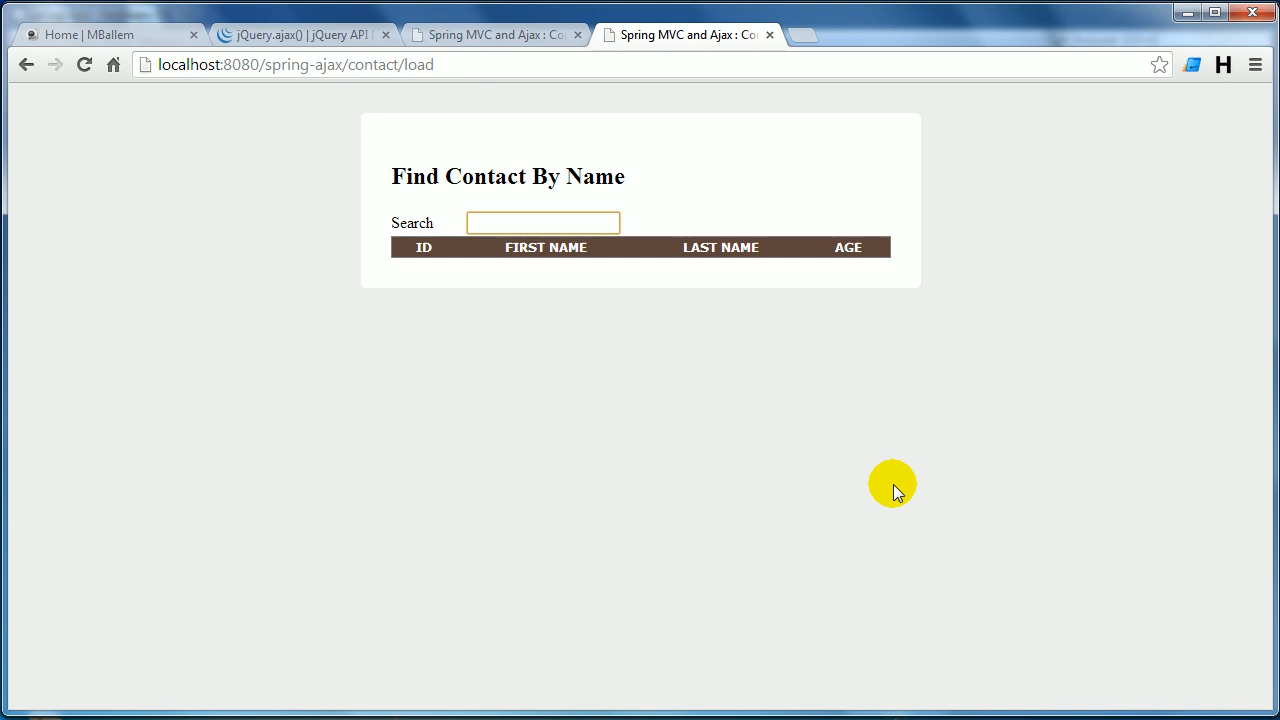 Home | MBallem
jQuery.ajax() | jQuery API
Spring MVC and Ajax : Co
Spring MVC and Ajax : Co
localhost:8080/spring-ajax/contact/load
H
Find Contact By Name
Search
ID FIRST NAME LAST NAME AGE